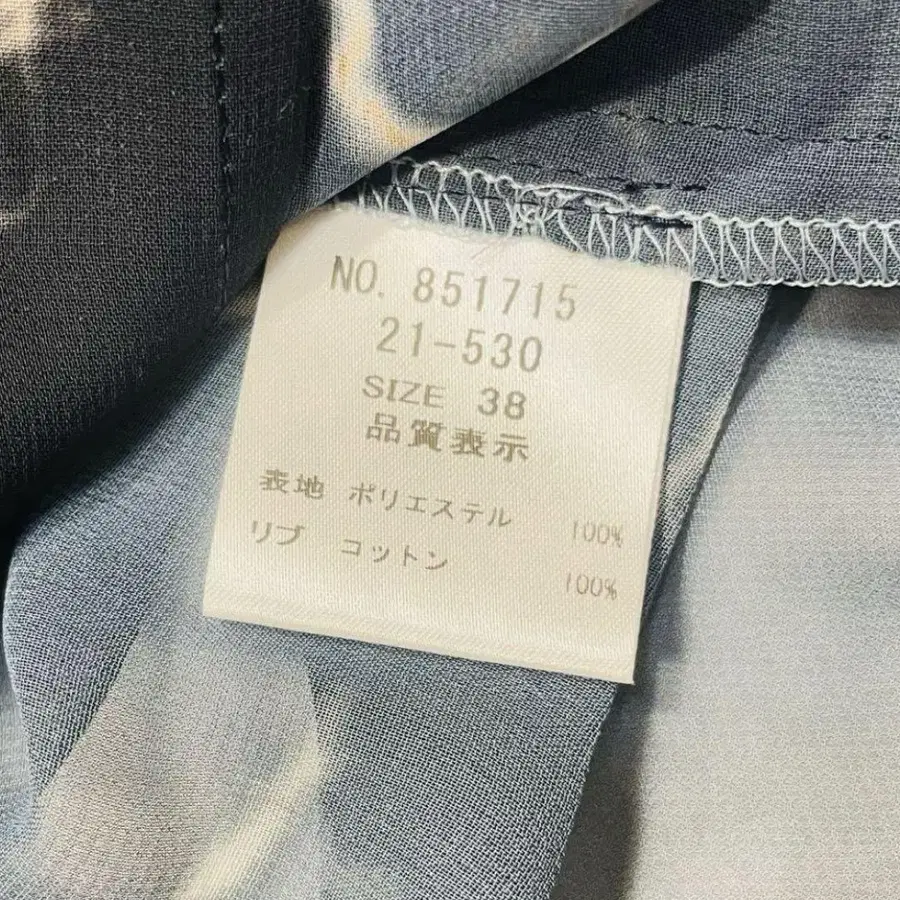 NO. 851715
21-530
SIZE 38
品質表示
表地 ポリエステル 100%
リブ コットン 100%